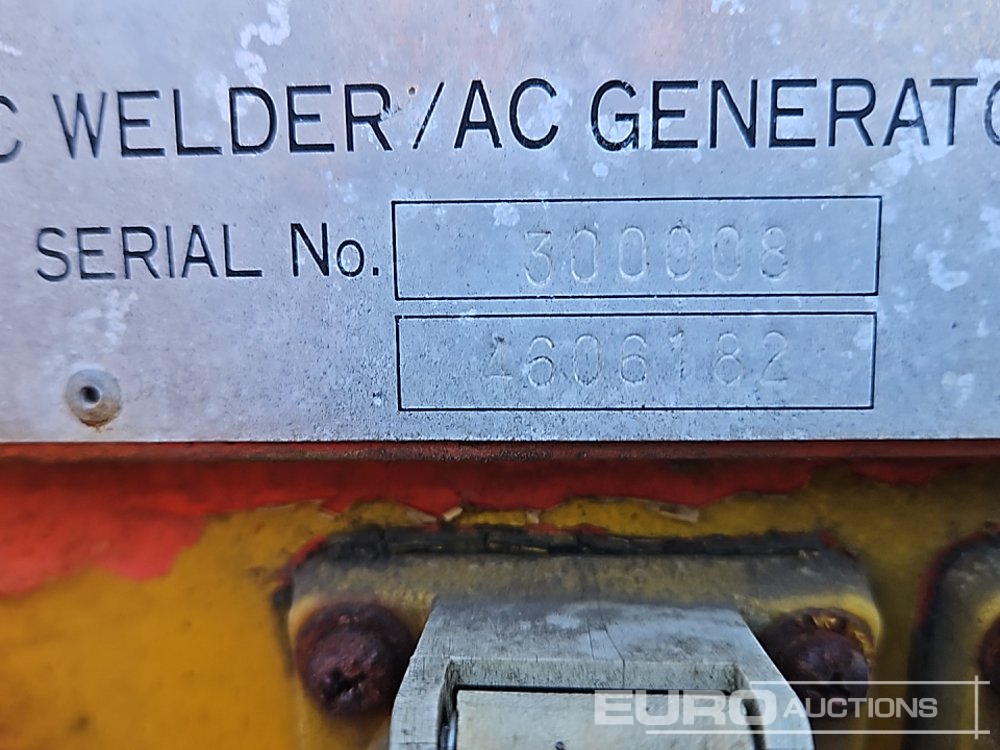 C WELDER/AC GENERATO
SERIAL No. 300008
4606182
EURO AUCTIONS